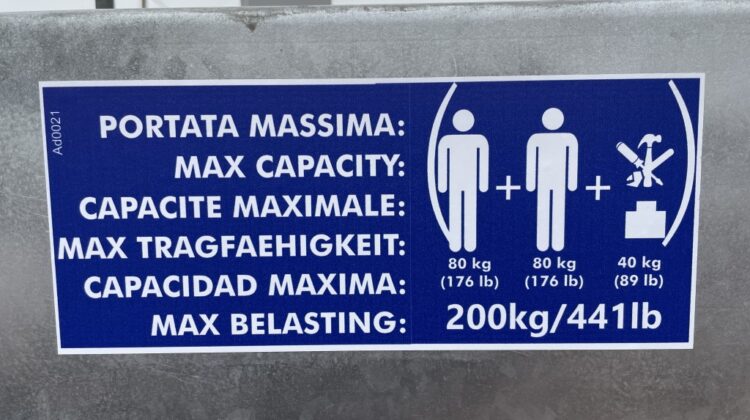 Ad0021
PORTATA MASSIMA:
MAX CAPACITY:
CAPACITE MAXIMALE:
MAX TRAGFAEHIGKEIT:
CAPACIDAD MAXIMA:
MAX BELASTING:
( + + )
80 kg 80 kg 40 kg
(176 lb) (176 lb) (89 lb)
200kg/441lb